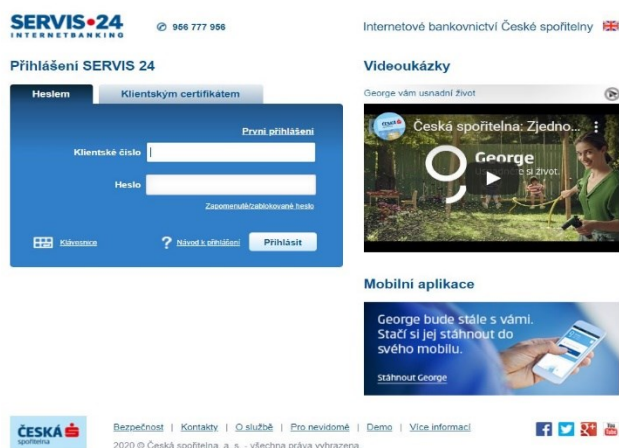 SERVIS•24
INTERNETBANKING
956 777 956
Internetové bankovnictví České spořitelny
Přihlášení SERVIS 24
Heslem
Klientským certifikátem
První přihlášení
Klientské číslo
Heslo
Zapomenuté/zablokované heslo
Klávesnice
? Návod k přihlášení
Přihlásit
Videoukázky
George vám usnadní život
Česká spořitelna: Zjedno...
George
si život.
Mobilní aplikace
George bude stále s vámi.
Stačí si jej stáhnout do
svého mobilu.
Stáhnout George
ČESKÁ
spořitelna
Bezpečnost | Kontakty | O službě | Pro nevidomé | Demo | Více informací
2020 © Česká spořitelna, a. s. - všechna práva vyhrazena